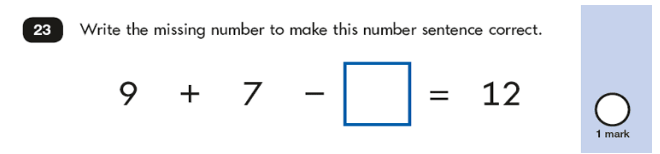 23 Write the missing number to make this number sentence correct.
9 + 7 − = 12
1 mark